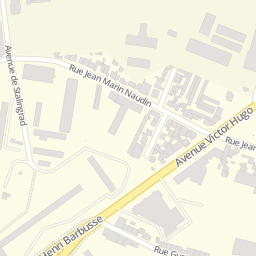 Avenue de Stalingrad
Rue Jean Marin Naudin
Avenue Victor Hugo
Rue Jean
Henri Barbusse
Rue